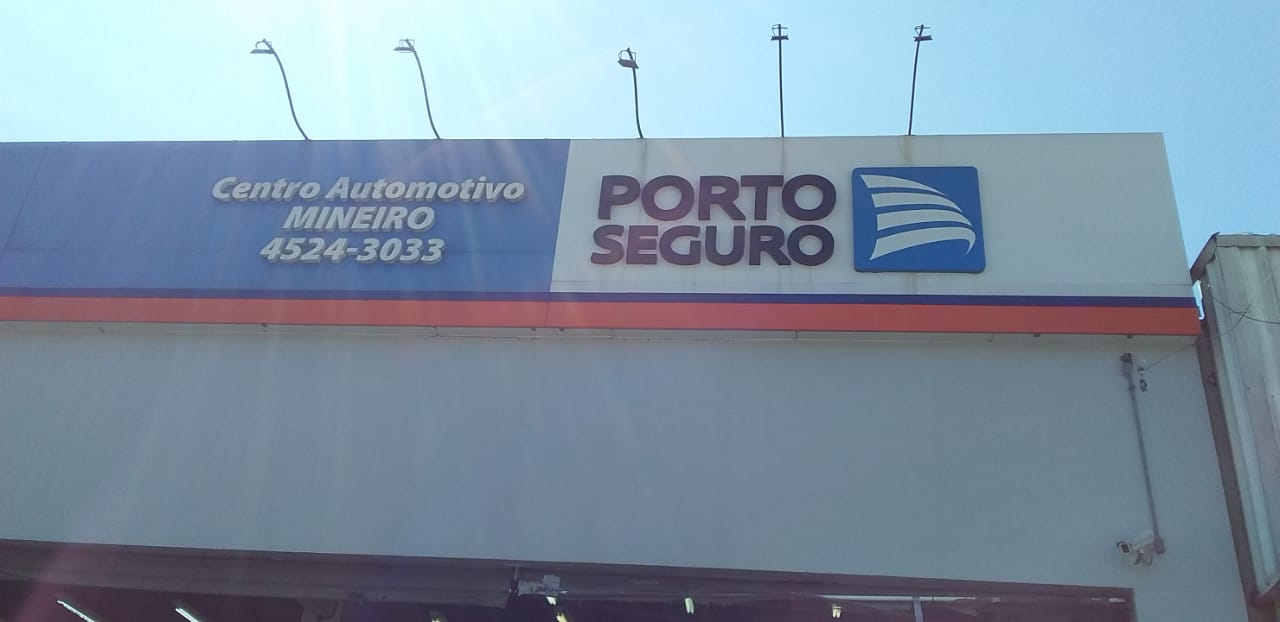 Centro Automotivo
MINEIRO
4524-3033
PORTO
SEGURO